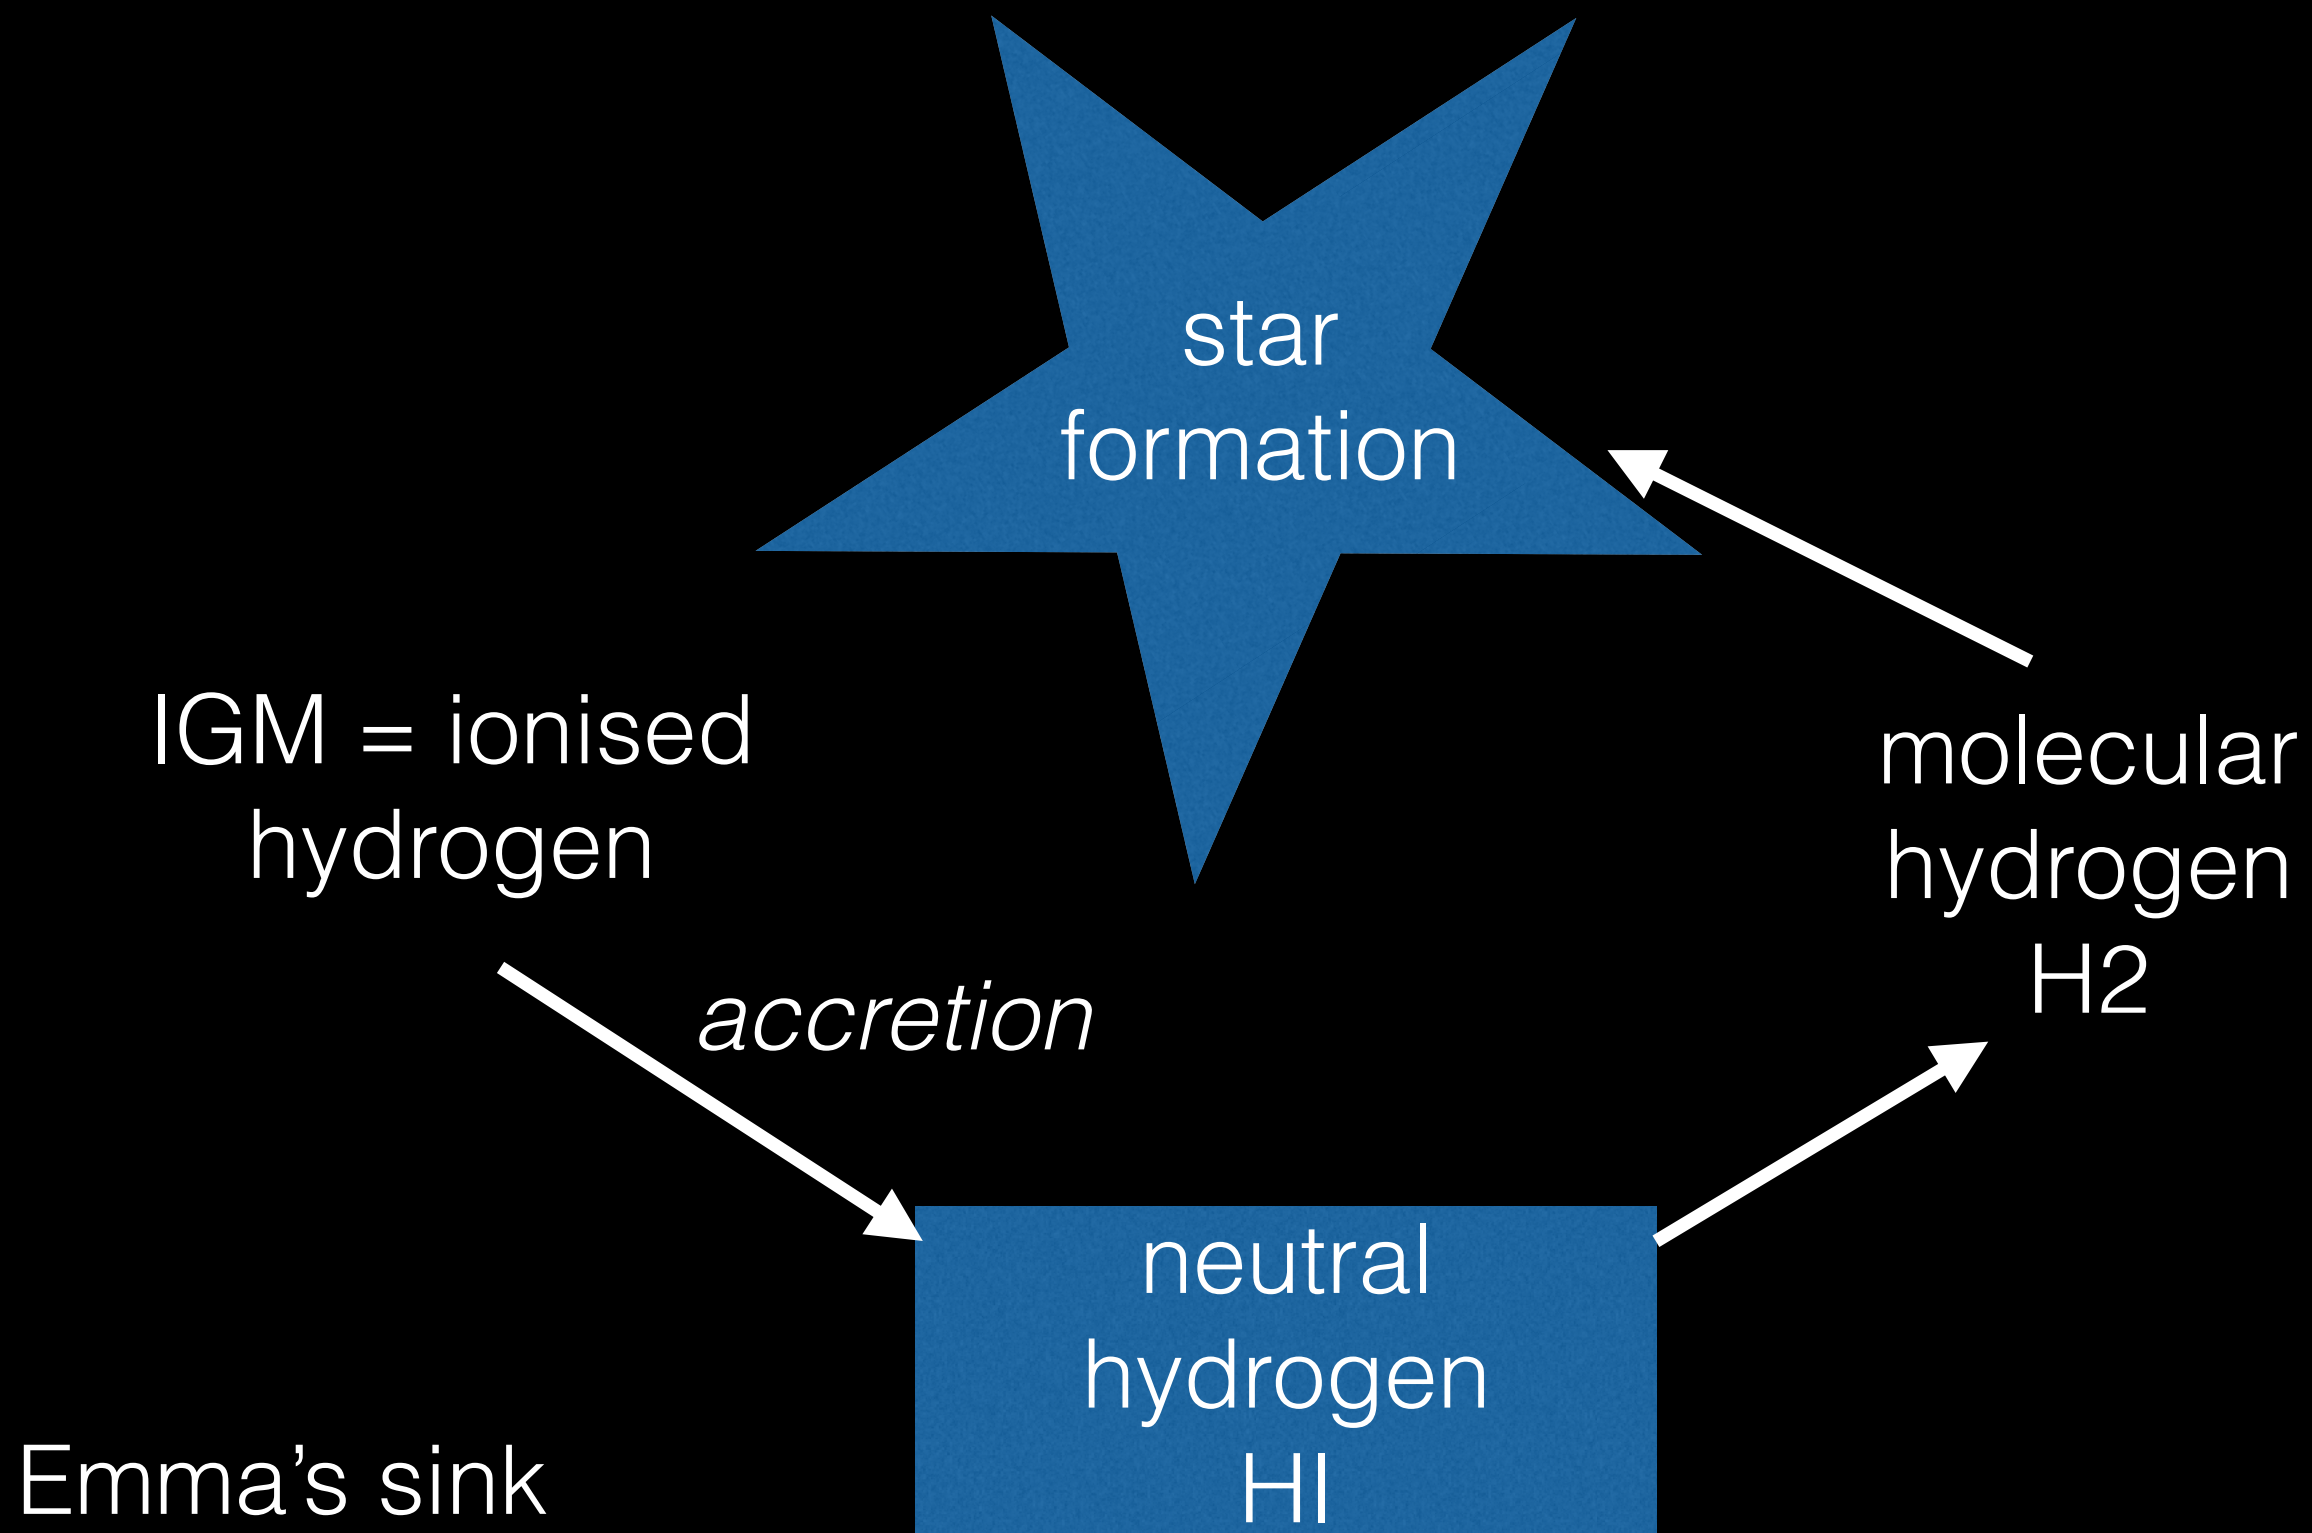 star
formation
IGM = ionised
hydrogen
molecular
hydrogen
H2
accretion
neutral
hydrogen
HI
Emma’s sink